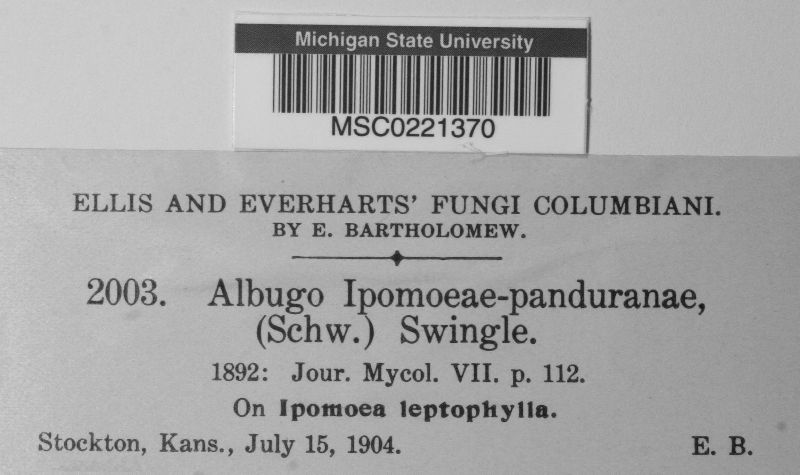 Michigan State University
MSC0221370
ELLIS AND EVERHARTS' FUNGI COLUMBIANI.
BY E. BARTHOLOMEW.
2003. Albugo Ipomoeae-panduranae,
(Schw.) Swingle.
1892: Jour. Mycol. VII. p. 112.
On Ipomoea leptophylla.
Stockton, Kans., July 15, 1904. E. B.